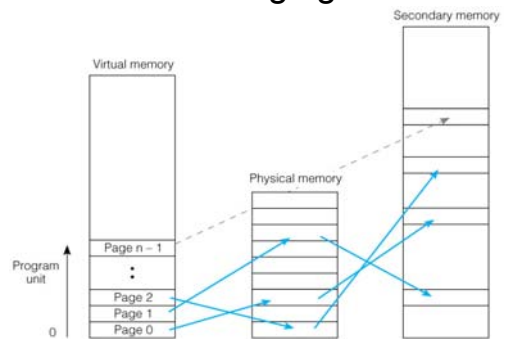 Secondary memory
Virtual memory
Physical memory
Page n – 1
Program
unit
:
Page 2
Page 1
0
Page 0